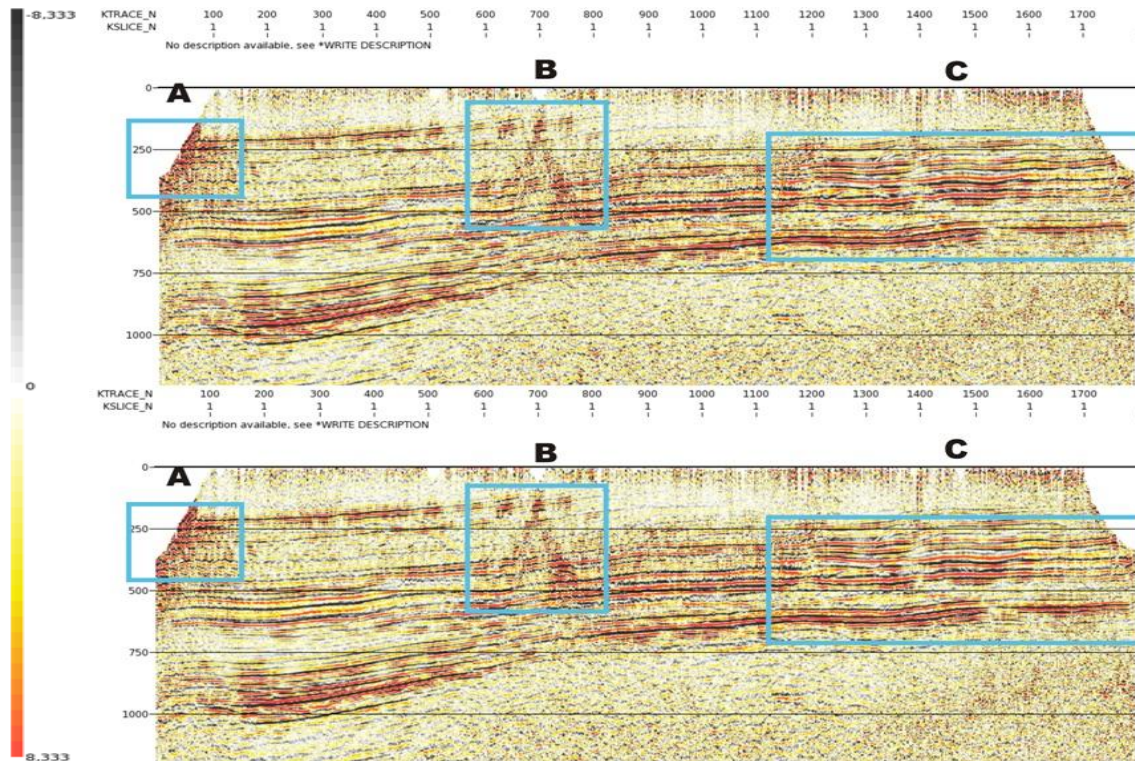 -8,333
KTRACE_N 100 200 300 400 500 600 700 800 900 1000 1100 1200 1300 1400 1500 1600 1700
KSLICE_N 1 1 1 1 1 1 1 1 1 1 1 1 1 1 1 1 1
No description available, see *WRITE DESCRIPTION
A B C
0
250
500
750
1000
0
KTRACE_N 100 200 300 400 500 600 700 800 900 1000 1100 1200 1300 1400 1500 1600 1700
KSLICE_N 1 1 1 1 1 1 1 1 1 1 1 1 1 1 1 1 1
No description available, see *WRITE DESCRIPTION
A B C
0
250
500
750
1000
8,333